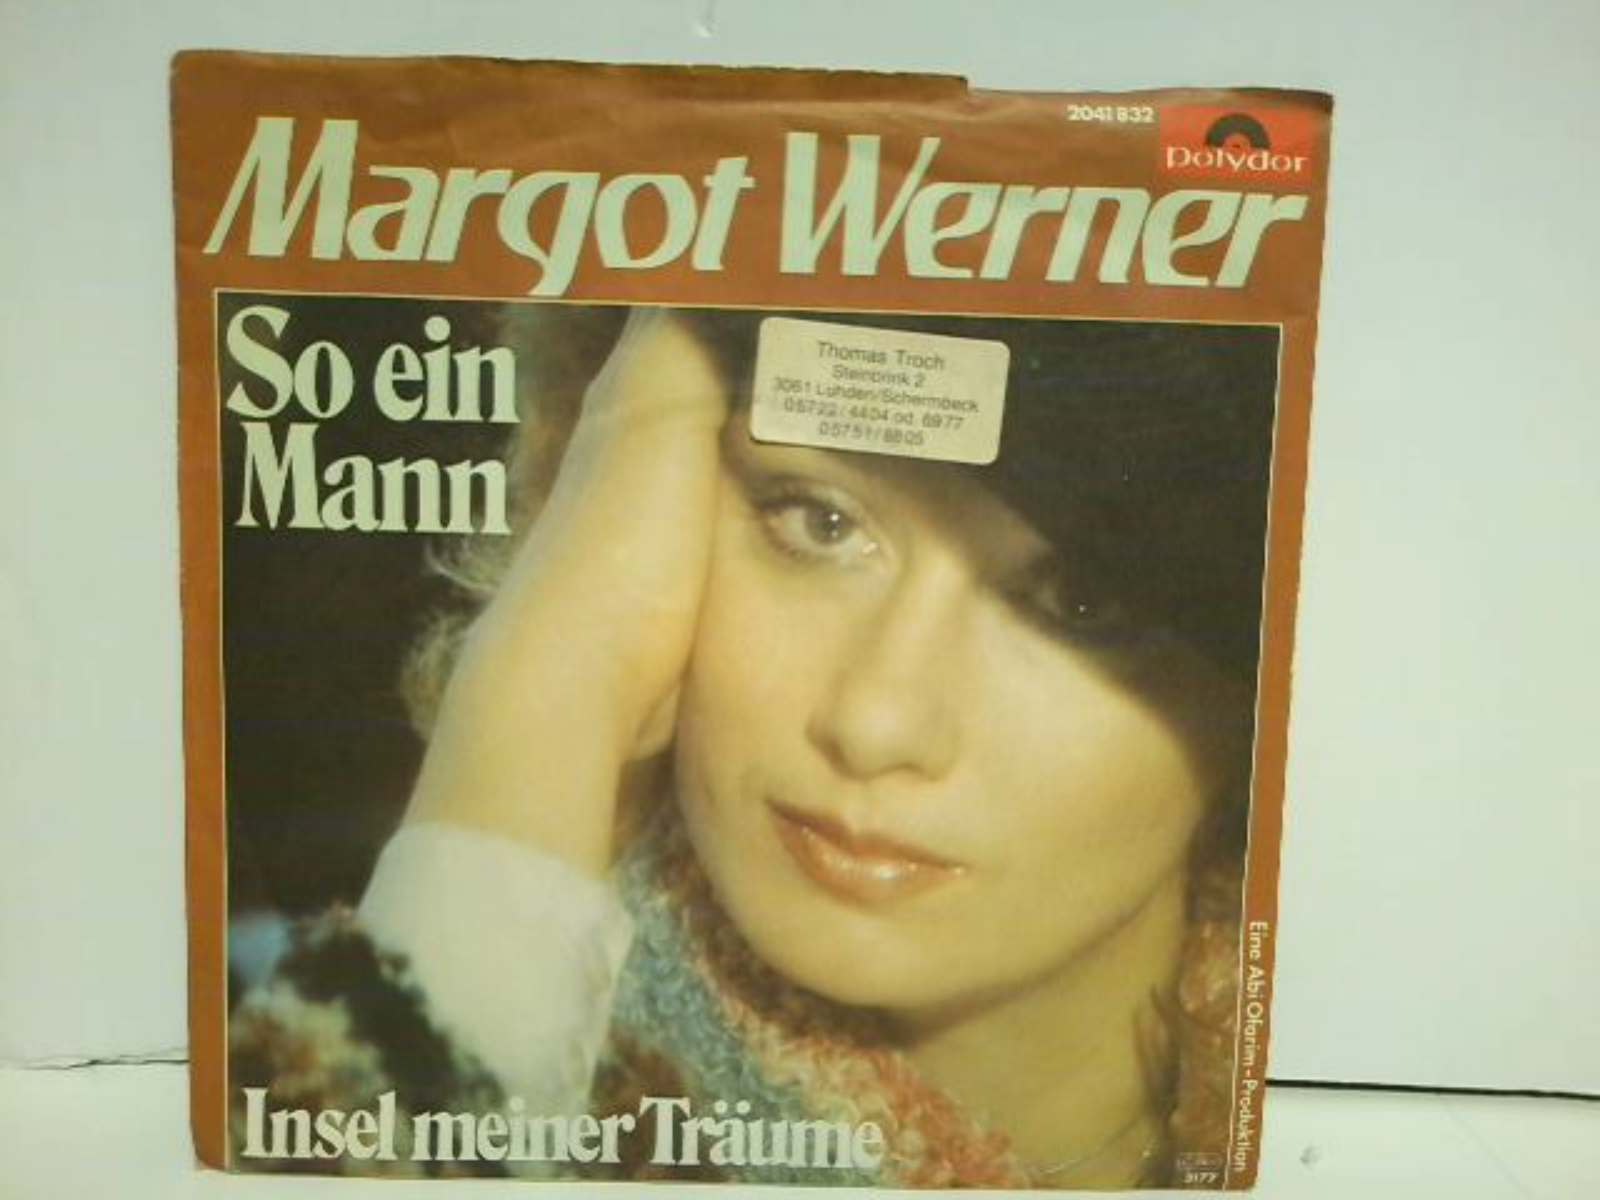 2041 832
polydor
Margot Werner
So ein
Mann
Thomas Troch
Steinbrink 2
3061 Luhden/Schermbeck
05722/4404 od. 6977
05751/8805
Eine Abi Ofarim-Produktion
Insel meiner Träume
3177